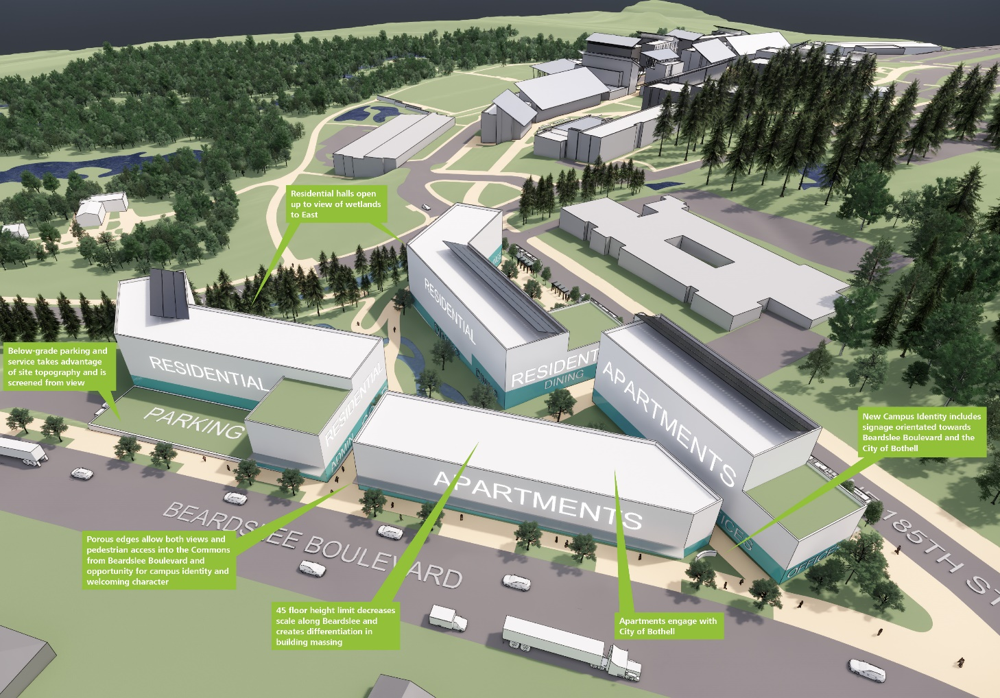 Residential halls open
up to view of wetlands
to East
Below-grade parking and
service takes advantage
of site topography and is
screened from view
RESIDENTIAL
PARKING
RESIDENTIAL
ADMIN
RESIDENTIAL
RESIDENT
DINING
APARTMENTS
APARTMENTS
OFFICE
New Campus Identity includes
signage orientated towards
Beardslee Boulevard and the
City of Bothell
Porous edges allow both views and
pedestrian access into the Commons
from Beardslee Boulevard and
opportunity for campus identity and
welcoming character
BEARDSLEE BOULEVARD
185TH ST
45 floor height limit decreases
scale along Beardslee and
creates differentiation in
building massing
Apartments engage with
City of Bothell